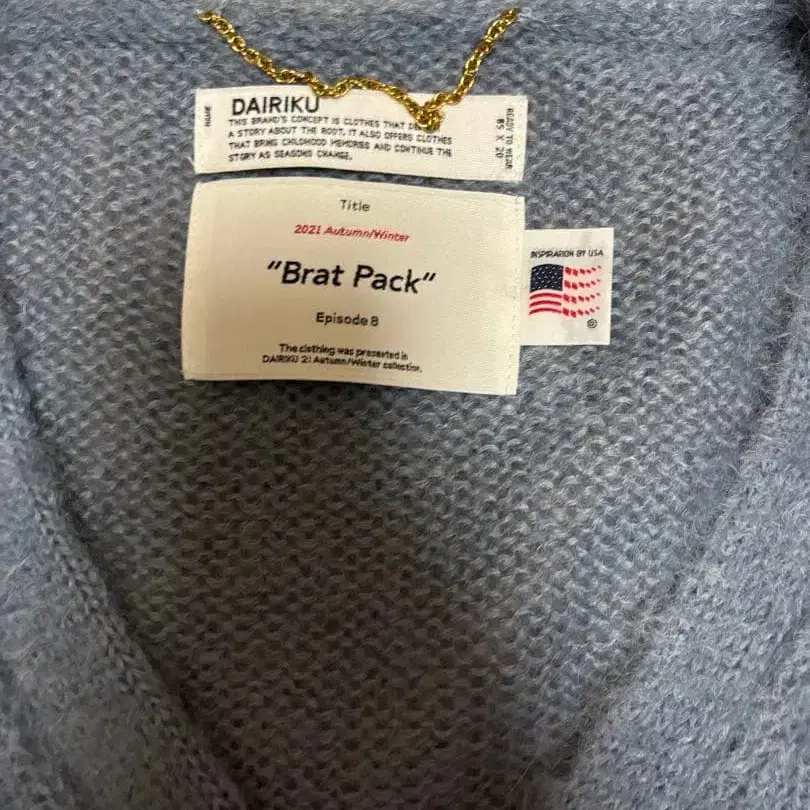 NAME
DAIRIKU
THIS BRAND'S CONCEPT IS CLOTHES THAT
A STORY ABOUT THE ROOT, IT ALSO OFFERS CLOTHES
THAT BRING CHILDHOOD MEMORIES AND CONTINUE THE
STORY AS SEASONS CHANGE.
READY TO WEAR
Title
2021 Autumn/Winter
"Brat Pack"
Episode 8
The clothing was presented in
DAIRIKU 21 Autumn/Winter collection.
INSPIRATION BY USA
©